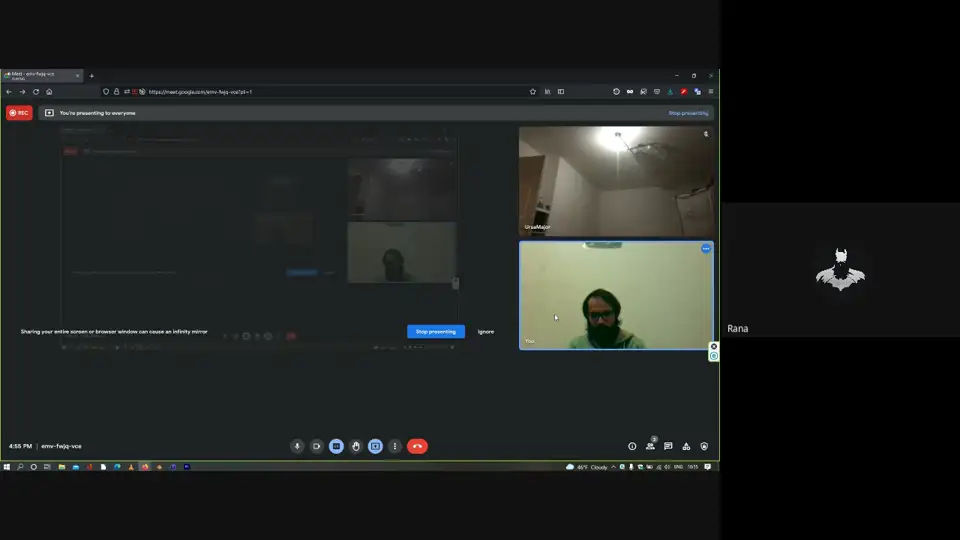 Meet - emv-fwjq-vce
https://meet.google.com/emv-fwjq-vce?pli=1
REC
You're presenting to everyone
Stop presenting
UrsaMajor
Sharing your entire screen or browser window can cause an infinity mirror
Stop presenting
Ignore
You
Rana
4:55 PM | emv-fwjq-vce
46°F Cloudy
ENG